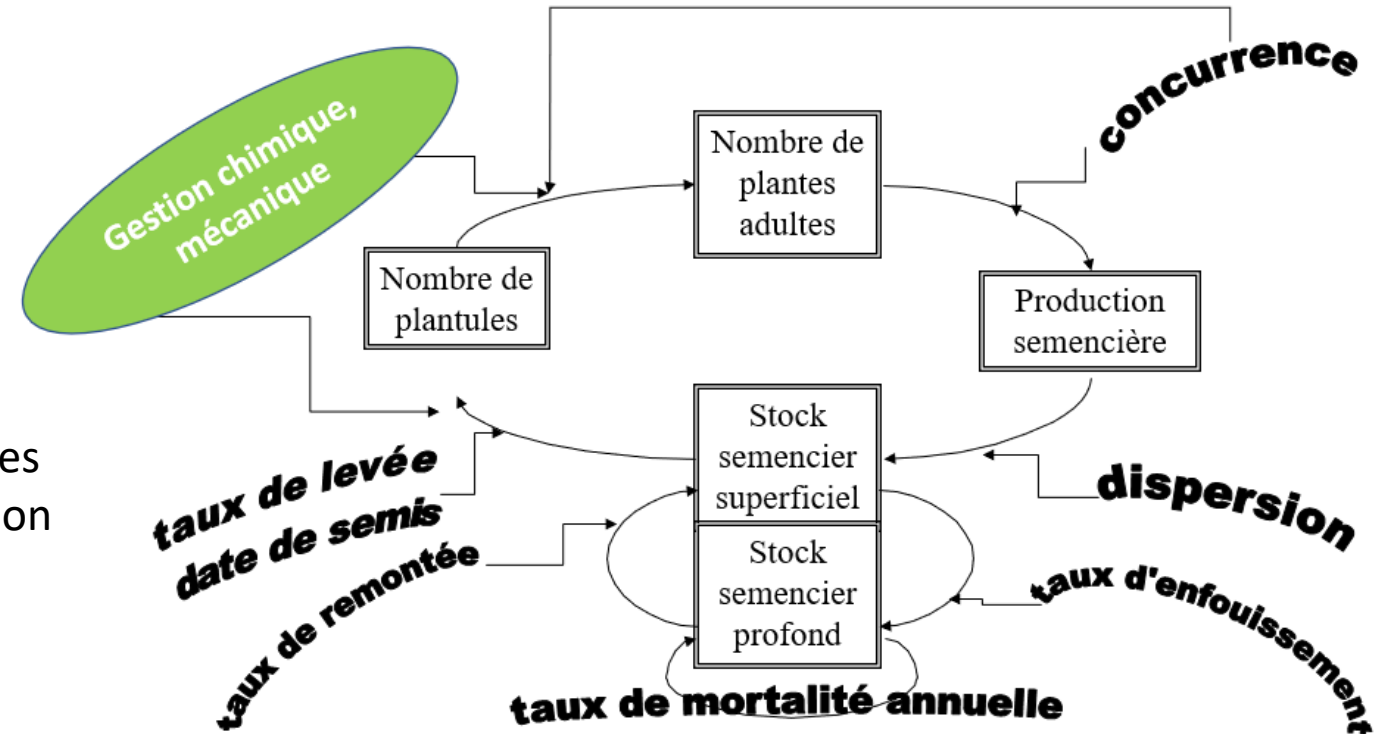 concurrence
Gestion chimique,
mécanique
Nombre de
plantes
adultes
Nombre de
plantules
Production
semencière
Stock
semencier
superficiel
es
on
taux de levée
date de semis
dispersion
taux de remontée
Stock
semencier
profond
taux d'enfouissement
taux de mortalité annuelle